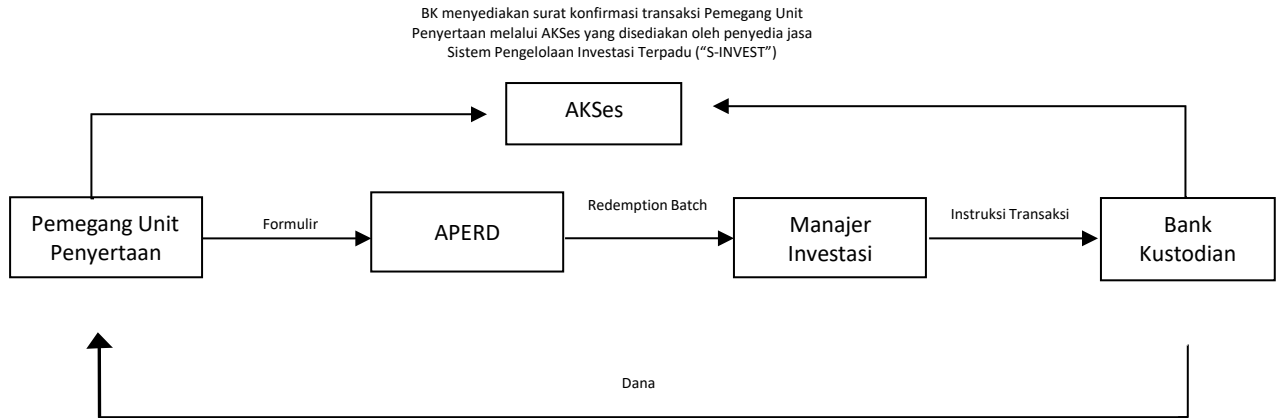 BK menyediakan surat konfirmasi transaksi Pemegang Unit
Penyertaan melalui AKSes yang disediakan oleh penyedia jasa
Sistem Pengelolaan Investasi Terpadu (“S-INVEST”)
AKSes
Pemegang Unit
Penyertaan
Formulir
APERD
Redemption Batch
Manajer
Investasi
Instruksi Transaksi
Bank
Kustodian
Dana